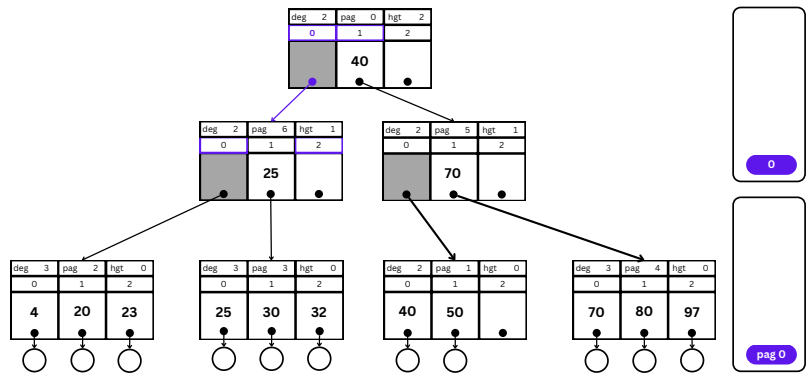 deg 2 pag 0 hgt 2
0 1 2
40
deg 2 pag 6 hgt 1
0 1 2
25
deg 2 pag 5 hgt 1
0 1 2
70
deg 3 pag 2 hgt 0
0 1 2
4 20 23
deg 3 pag 3 hgt 0
0 1 2
25 30 32
deg 2 pag 1 hgt 0
0 1 2
40 50
deg 3 pag 4 hgt 0
0 1 2
70 80 97
0
pag 0